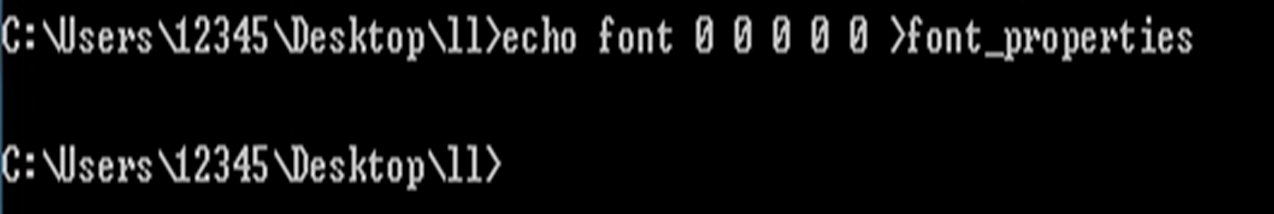 C:\Users\12345\Desktop\ll>echo font 0 0 0 0 0 >font_properties
C:\Users\12345\Desktop\ll>